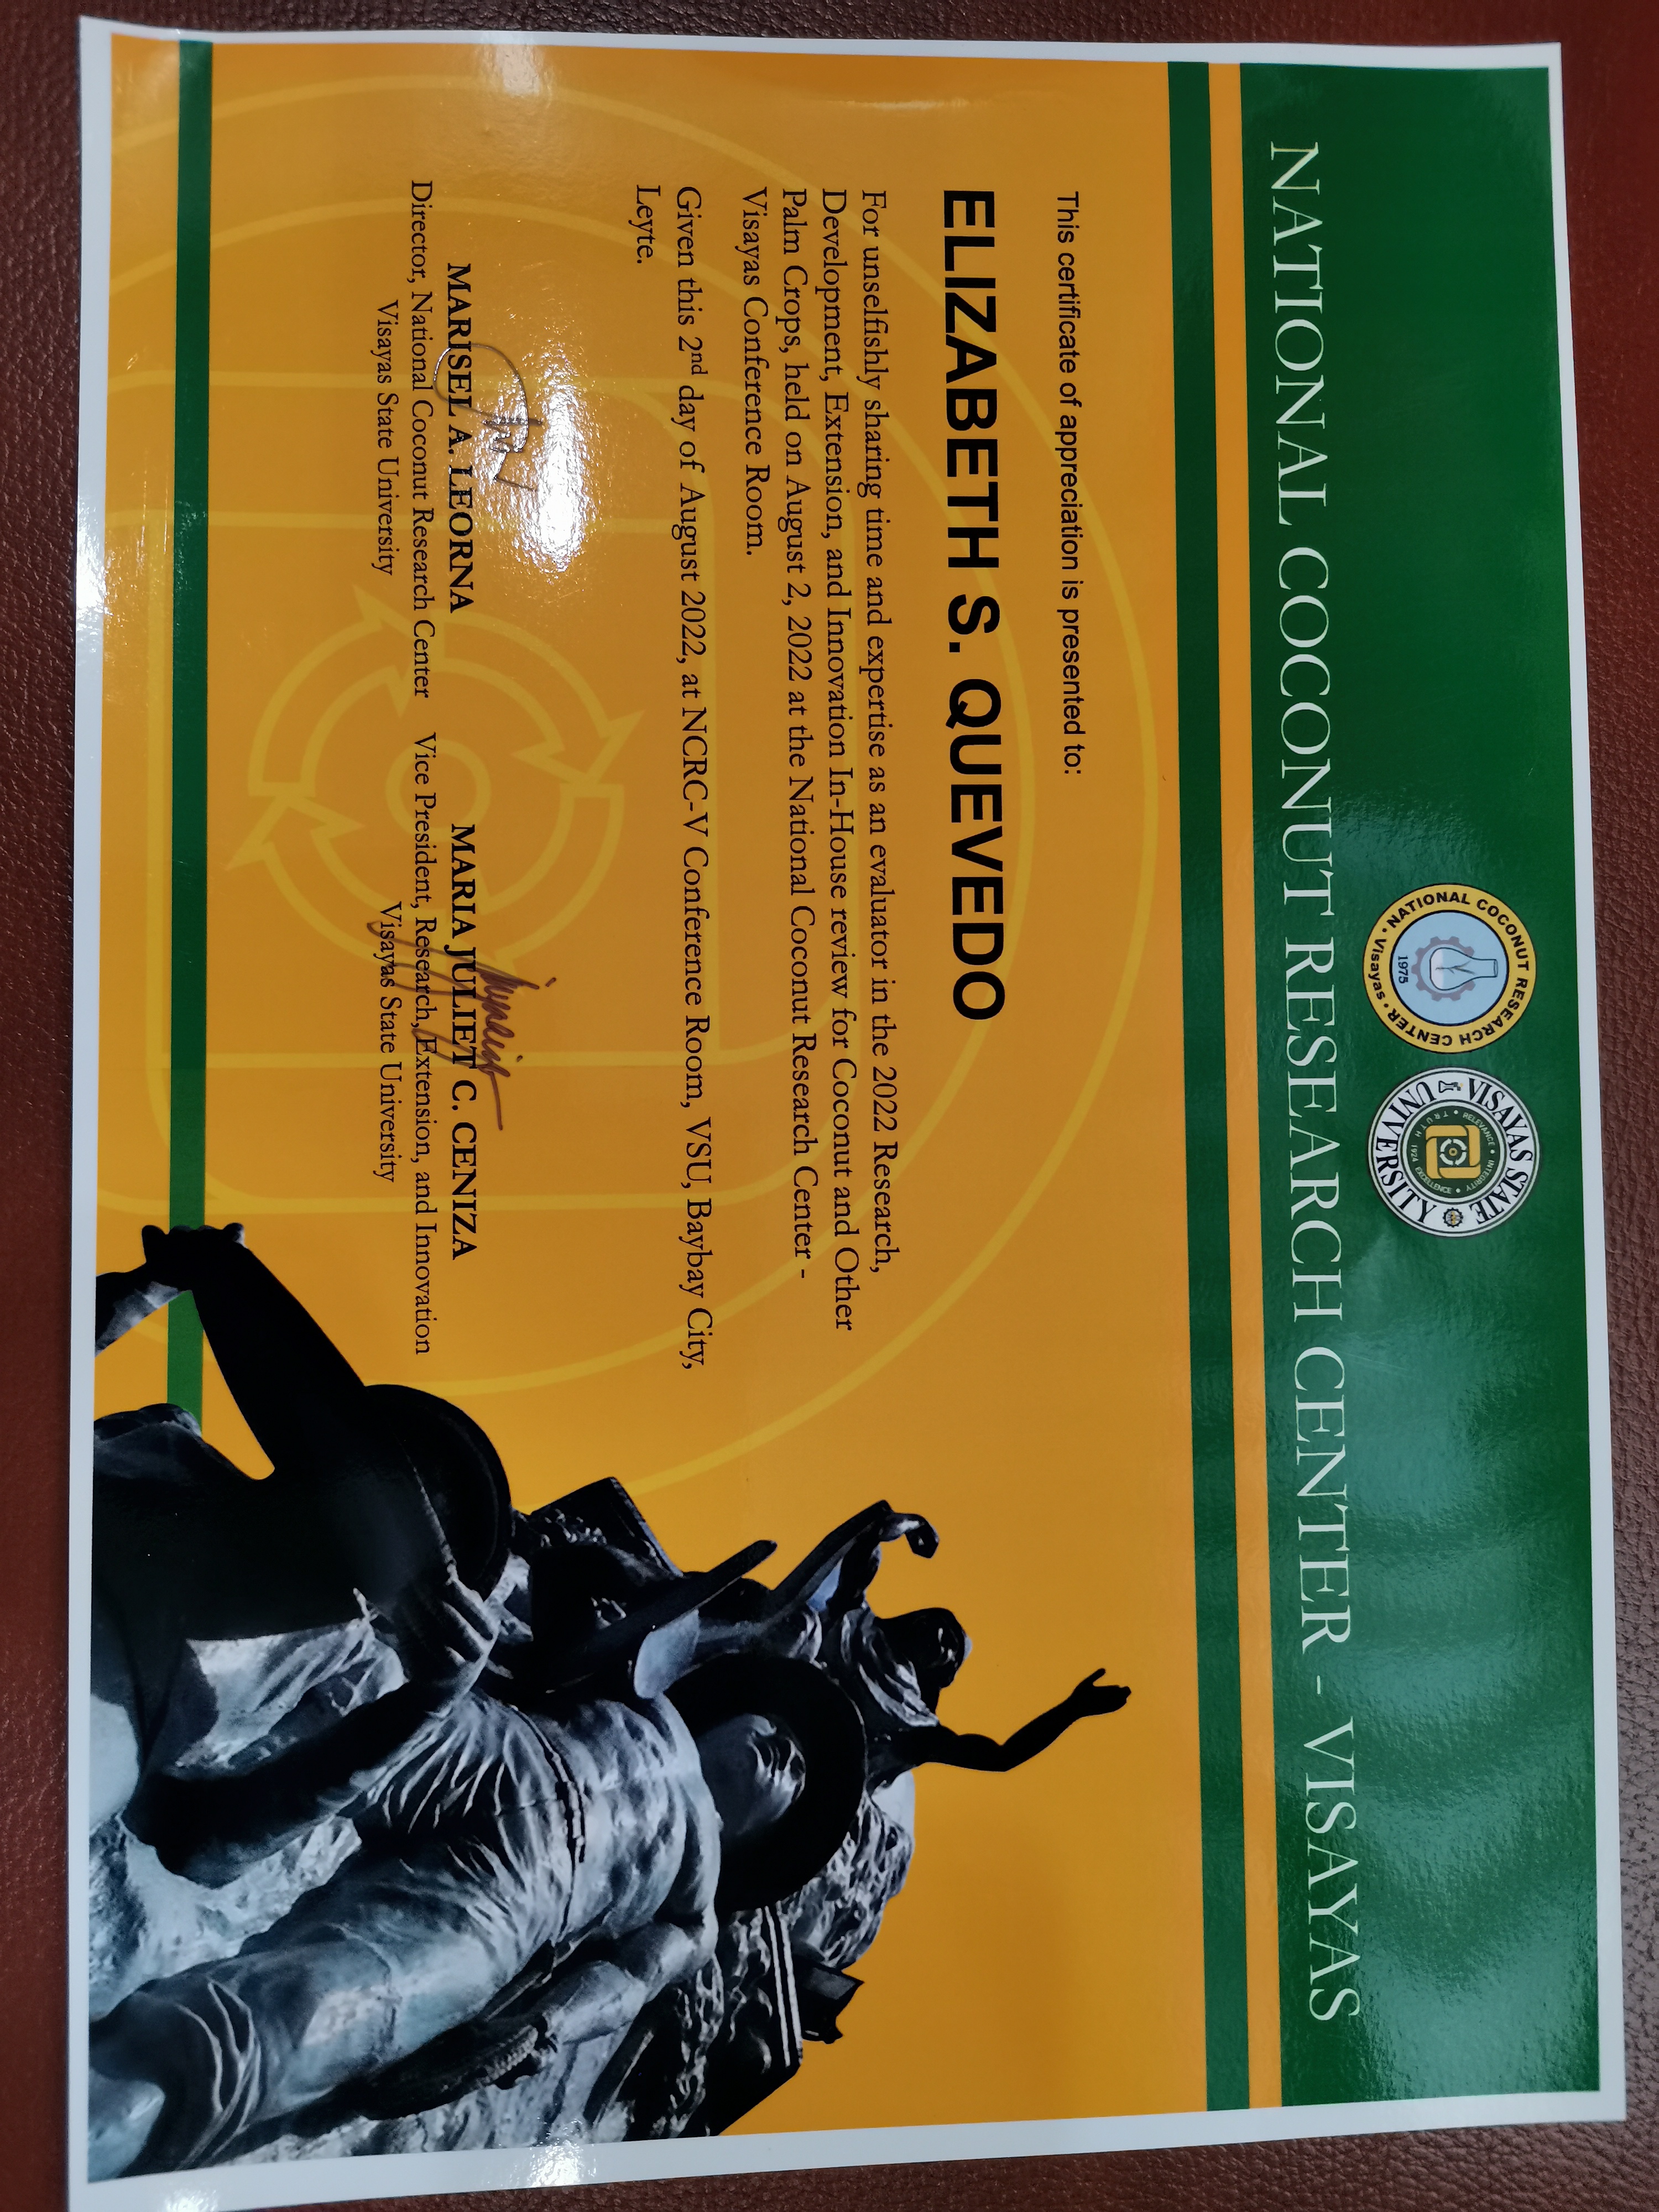 NATIONAL COCONUT RESEARCH CENTER
Visayas
1975
VISAYAS STATE
UNIVERSITY
RELEVANCE • INTEGRITY
TRUTH • 1924 • EXCELLENCE
NATIONAL COCONUT RESEARCH CENTER - VISAYAS
This certificate of appreciation is presented to:
ELIZABETH S. QUEVEDO
For unselfishly sharing time and expertise as an evaluator in the 2022 Research,
Development, Extension, and Innovation In-House review for Coconut and Other
Palm Crops, held on August 2, 2022 at the National Coconut Research Center -
Visayas Conference Room.
Given this 2nd day of August 2022, at NCRC-V Conference Room, VSU, Baybay City,
Leyte.
MARISEL A. LEORNA
Director, National Coconut Research Center
Visayas State University
MARIA JULIET C. CENIZA
Vice President, Research, Extension, and Innovation
Visayas State University